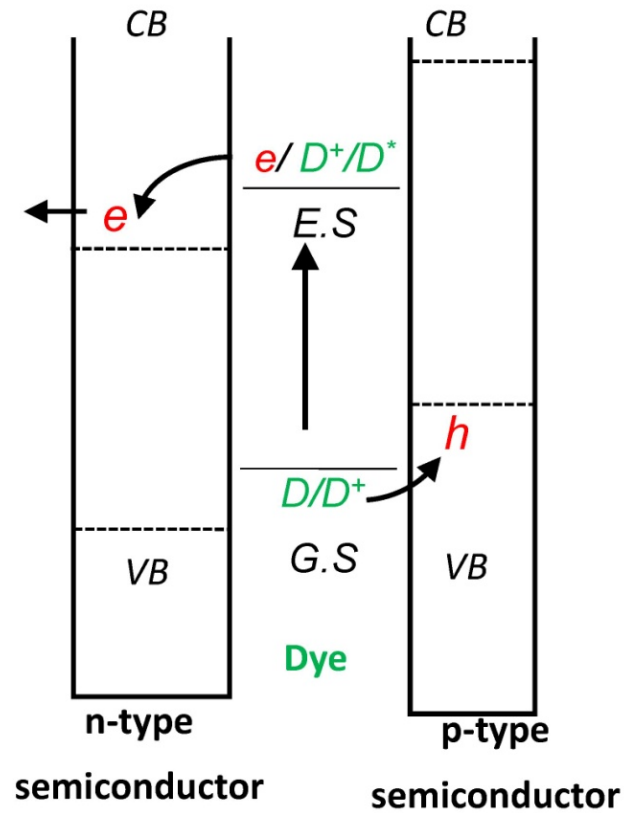 CB
CB
e/ D⁺/D*
e
E.S
h
D/D⁺
G.S
VB
VB
Dye
n-type
semiconductor
p-type
semiconductor